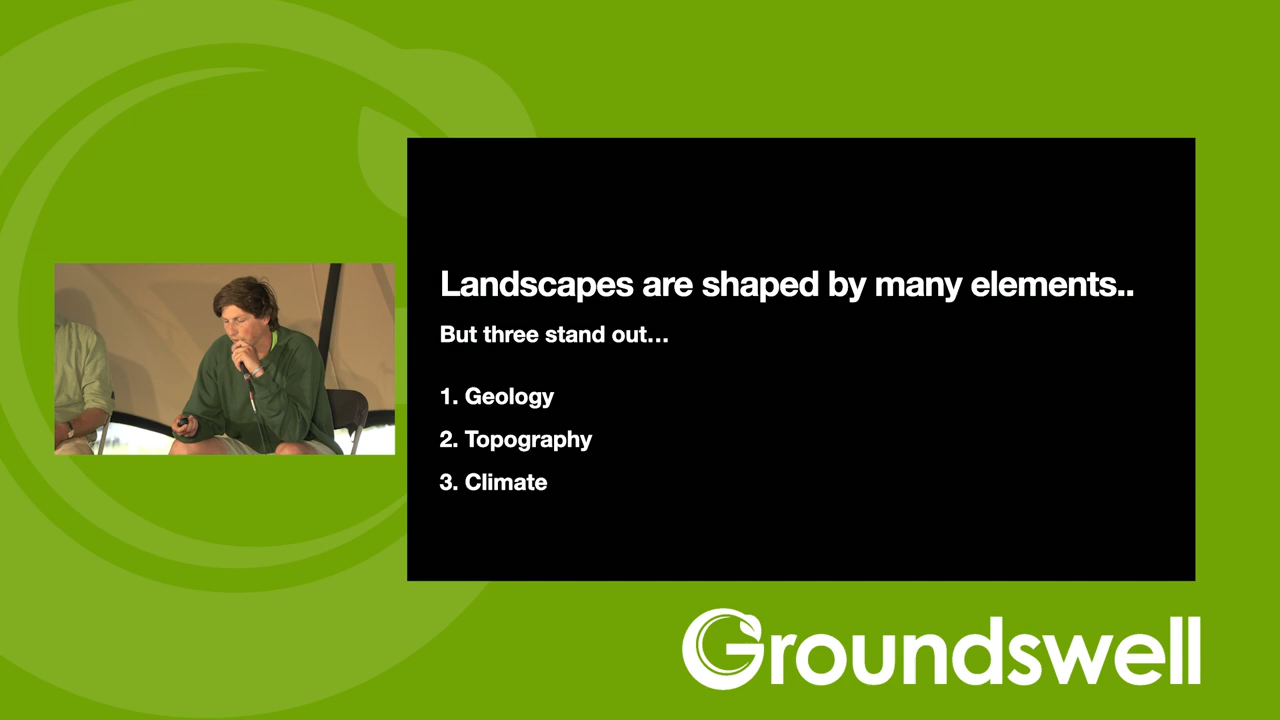 Landscapes are shaped by many elements..
But three stand out...
1. Geology
2. Topography
3. Climate
Groundswell